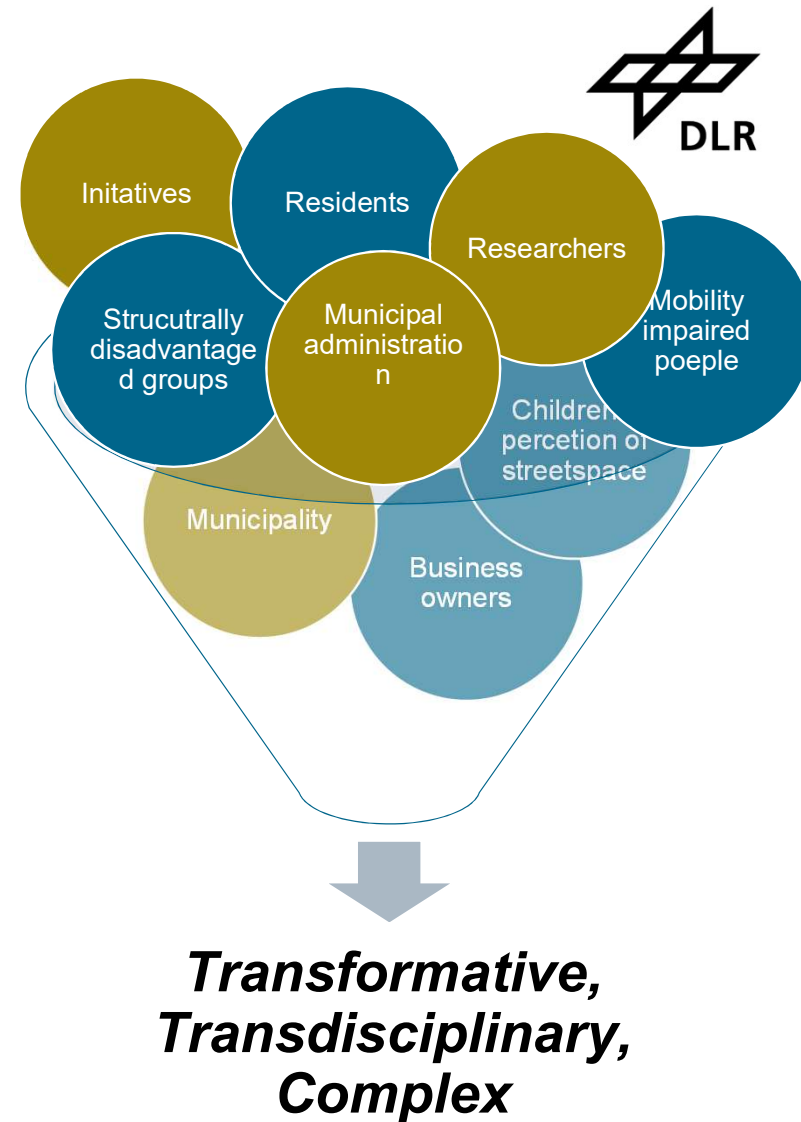 DLR
Initatives
Residents
Researchers
Strucutrally
disadvantage
d groups
Municipal
administratio
n
Mobility
impaired
poeple
Children
percetion of
streetspace
Municipality
Business
owners
Transformative,
Transdisciplinary,
Complex